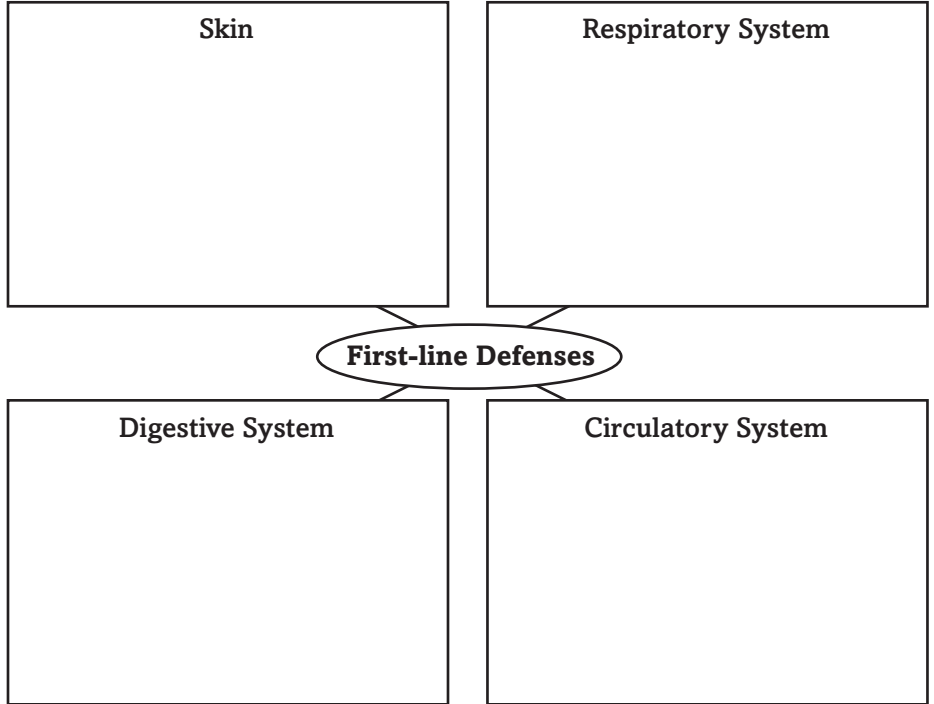 Skin
Respiratory System
First-line Defenses
Digestive System
Circulatory System